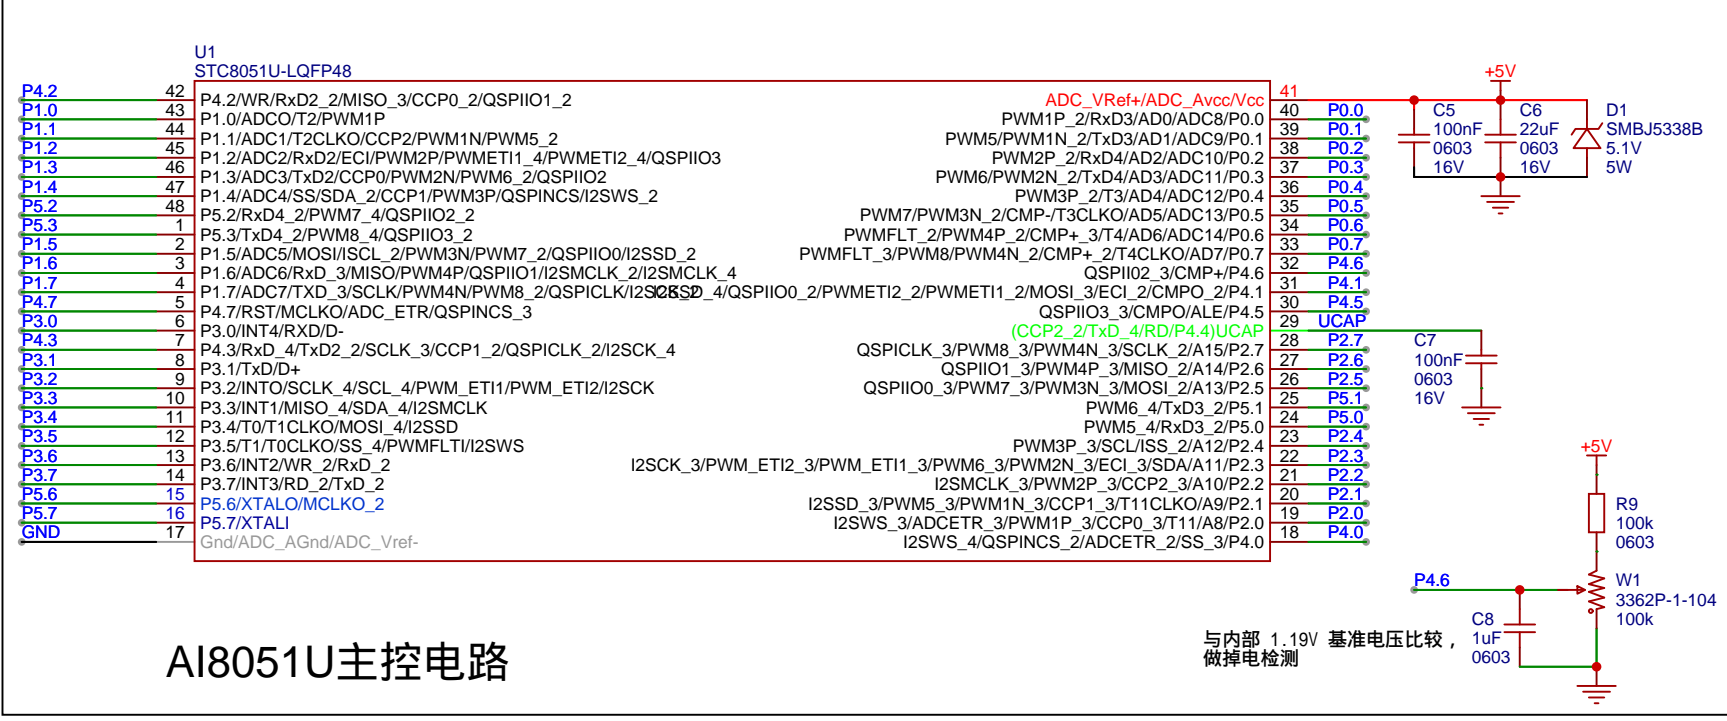 U1
STC8051U-LQFP48
P4.2 42 P4.2/WR/RxD2_2/MISO_3/CCP0_2/QSPIIO1_2
P1.0 43 P1.0/ADCO/T2/PWM1P
P1.1 44 P1.1/ADC1/T2CLKO/CCP2/PWM1N/PWM5_2
P1.2 45 P1.2/ADC2/RxD2/ECI/PWM2P/PWMETI1_4/PWMETI2_4/QSPIIO3
P1.3 46 P1.3/ADC3/TxD2/CCP0/PWM2N/PWM6_2/QSPIIO2
P1.4 47 P1.4/ADC4/SS/SDA_2/CCP1/PWM3P/QSPINCS/I2SWS_2
P5.2 48 P5.2/RxD4_2/PWM7_4/QSPIIO2_2
P5.3 1 P5.3/TxD4_2/PWM8_4/QSPIIO3_2
P1.5 2 P1.5/ADC5/MOSI/ISCL_2/PWM3N/PWM7_2/QSPIIO0/I2SSD_2
P1.6 3 P1.6/ADC6/RxD_3/MISO/PWM4P/QSPIIO1/I2SMCLK_2/I2SMCLK_4
P1.7 4 P1.7/ADC7/TXD_3/SCLK/PWM4N/PWM8_2/QSPICLK/I2SCK_2
P4.7 5 P4.7/RST/MCLKO/ADC_ETR/QSPINCS_3
P3.0 6 P3.0/INT4/RXD/D-
P4.3 7 P4.3/RxD_4/TxD2_2/SCLK_3/CCP1_2/QSPICLK_2/I2SCK_4
P3.1 8 P3.1/TxD/D+
P3.2 9 P3.2/INTO/SCLK_4/SCL_4/PWM_ETI1/PWM_ETI2/I2SCK
P3.3 10 P3.3/INT1/MISO_4/SDA_4/I2SMCLK
P3.4 11 P3.4/T0/T1CLKO/MOSI_4/I2SSD
P3.5 12 P3.5/T1/T0CLKO/SS_4/PWMFLTI/I2SWS
P3.6 13 P3.6/INT2/WR_2/RxD_2
P3.7 14 P3.7/INT3/RD_2/TxD_2
P5.6 15 P5.6/XTALO/MCLKO_2
P5.7 16 P5.7/XTALI
GND 17 Gnd/ADC_AGnd/ADC_Vref-
ADC_VRef+/ADC_Avcc/Vcc 41
PWM1P_2/RxD3/AD0/ADC8/P0.0 40 P0.0
PWM5/PWM1N_2/TxD3/AD1/ADC9/P0.1 39 P0.1
PWM2P_2/RxD4/AD2/ADC10/P0.2 38 P0.2
PWM6/PWM2N_2/TxD4/AD3/ADC11/P0.3 37 P0.3
PWM3P_2/T3/AD4/ADC12/P0.4 36 P0.4
PWM7/PWM3N_2/CMP-/T3CLKO/AD5/ADC13/P0.5 35 P0.5
PWMFLT_2/PWM4P_2/CMP+_3/T4/AD6/ADC14/P0.6 34 P0.6
PWMFLT_3/PWM8/PWM4N_2/CMP+_2/T4CLKO/AD7/P0.7 33 P0.7
QSPII02_3/CMP+/P4.6 32 P4.6
I2SSD_4/QSPIIO0_2/PWMETI2_2/PWMETI1_2/MOSI_3/ECI_2/CMPO_2/P4.1 31 P4.1
QSPIIO3_3/CMPO/ALE/P4.5 30 P4.5
(CCP2_2/TxD_4/RD/P4.4)UCAP 29 UCAP
QSPICLK_3/PWM8_3/PWM4N_3/SCLK_2/A15/P2.7 28 P2.7
QSPIIO1_3/PWM4P_3/MISO_2/A14/P2.6 27 P2.6
QSPIIO0_3/PWM7_3/PWM3N_3/MOSI_2/A13/P2.5 26 P2.5
PWM6_4/TxD3_2/P5.1 25 P5.1
PWM5_4/RxD3_2/P5.0 24 P5.0
PWM3P_3/SCL/ISS_2/A12/P2.4 23 P2.4
I2SCK_3/PWM_ETI2_3/PWM_ETI1_3/PWM6_3/PWM2N_3/ECI_3/SDA/A11/P2.3 22 P2.3
I2SMCLK_3/PWM2P_3/CCP2_3/A10/P2.2 21 P2.2
I2SSD_3/PWM5_3/PWM1N_3/CCP1_3/T11CLKO/A9/P2.1 20 P2.1
I2SWS_3/ADCETR_3/PWM1P_3/CCP0_3/T11/A8/P2.0 19 P2.0
I2SWS_4/QSPINCS_2/ADCETR_2/SS_3/P4.0 18 P4.0
+5V
C5
100nF
0603
16V
C6
22uF
0603
16V
D1
SMBJ5338B
5.1V
5W
C7
100nF
0603
16V
+5V
R9
100k
0603
P4.6
W1
3362P-1-104
100k
C8
1uF
0603
与内部 1.19V 基准电压比较，
做掉电检测
AI8051U主控电路